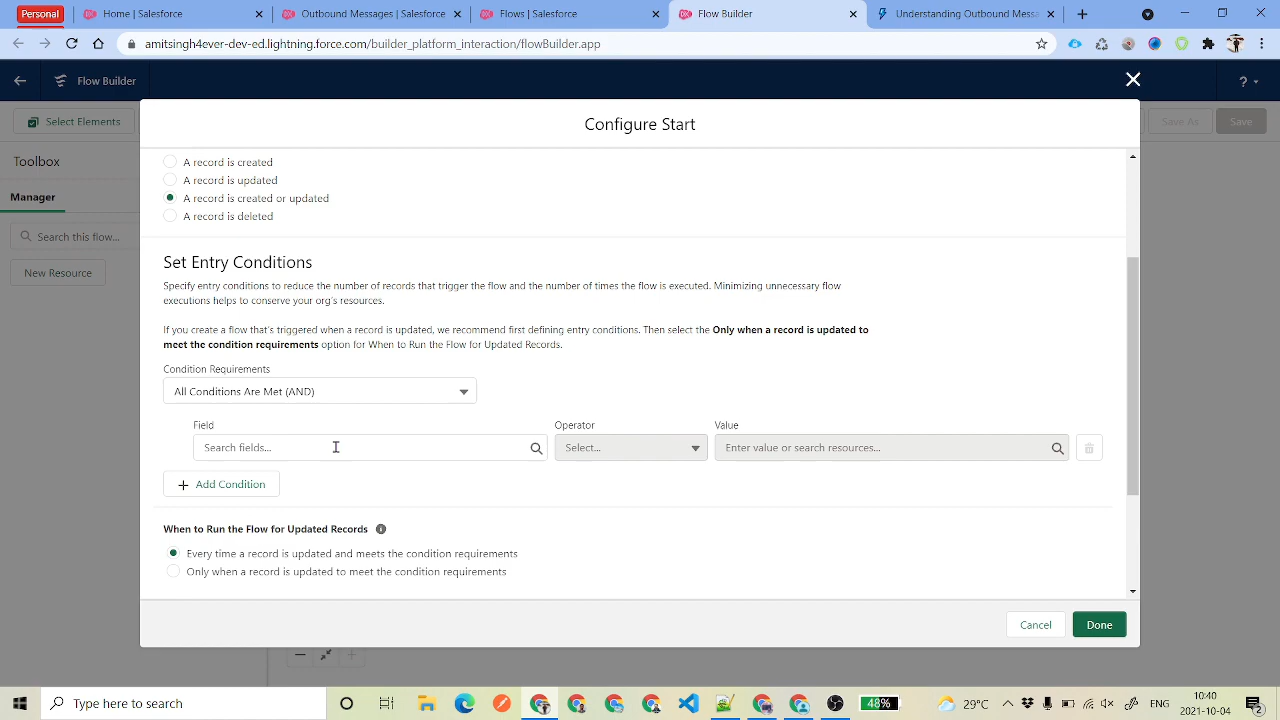 Personal
Home | Salesforce
Outbound Messages | Salesforce
Flows | Salesforce
Flow Builder
Understanding Outbound Messa
amitsingh4ever-dev-ed.lightning.force.com/builder_platform_interaction/flowBuilder.app
Flow Builder
?
Select Elements
Save As
Save
Configure Start
Toolbox
Manager
Search this flow...
New Resource
A record is created
A record is updated
A record is created or updated
A record is deleted
Set Entry Conditions
Specify entry conditions to reduce the number of records that trigger the flow and the number of times the flow is executed. Minimizing unnecessary flow
executions helps to conserve your org's resources.
If you create a flow that's triggered when a record is updated, we recommend first defining entry conditions. Then select the Only when a record is updated to
meet the condition requirements option for When to Run the Flow for Updated Records.
Condition Requirements
All Conditions Are Met (AND)
Field
Operator
Value
Search fields...
Select...
Enter value or search resources...
Add Condition
When to Run the Flow for Updated Records
Every time a record is updated and meets the condition requirements
Only when a record is updated to meet the condition requirements
Cancel
Done
Type here to search
48%
29°C
ENG
10:40
2021-10-04
2